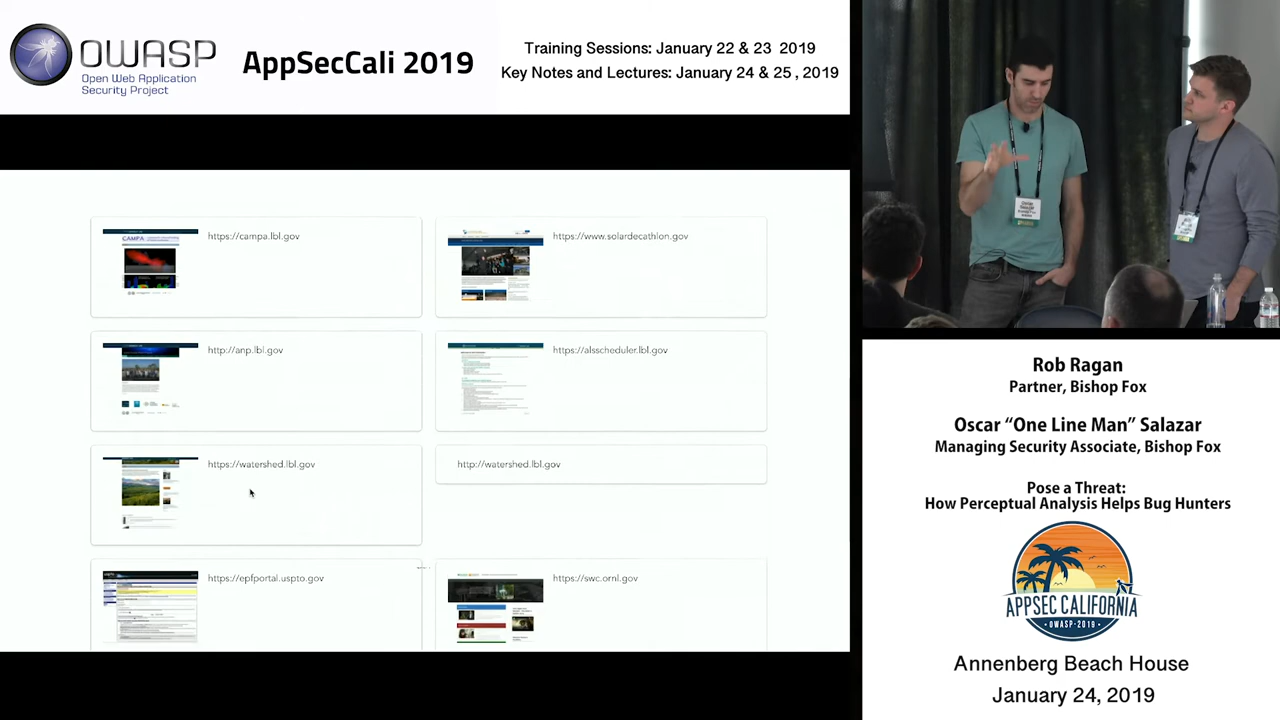 OWASP
Open Web Application
Security Project
AppSecCali 2019
Training Sessions: January 22 & 23 2019
Key Notes and Lectures: January 24 & 25, 2019
https://campa.lbl.gov
https://www.solardecathlon.gov
http://anp.lbl.gov
https://alsscheduler.lbl.gov
https://watershed.lbl.gov
http://watershed.lbl.gov
https://epfportal.uspto.gov
https://swc.ornl.gov
Rob Ragan
Partner, Bishop Fox
Oscar “One Line Man” Salazar
Managing Security Associate, Bishop Fox
Pose a Threat:
How Perceptual Analysis Helps Bug Hunters
APPSEC CALIFORNIA
·OWASP-2019·
Annenberg Beach House
January 24, 2019